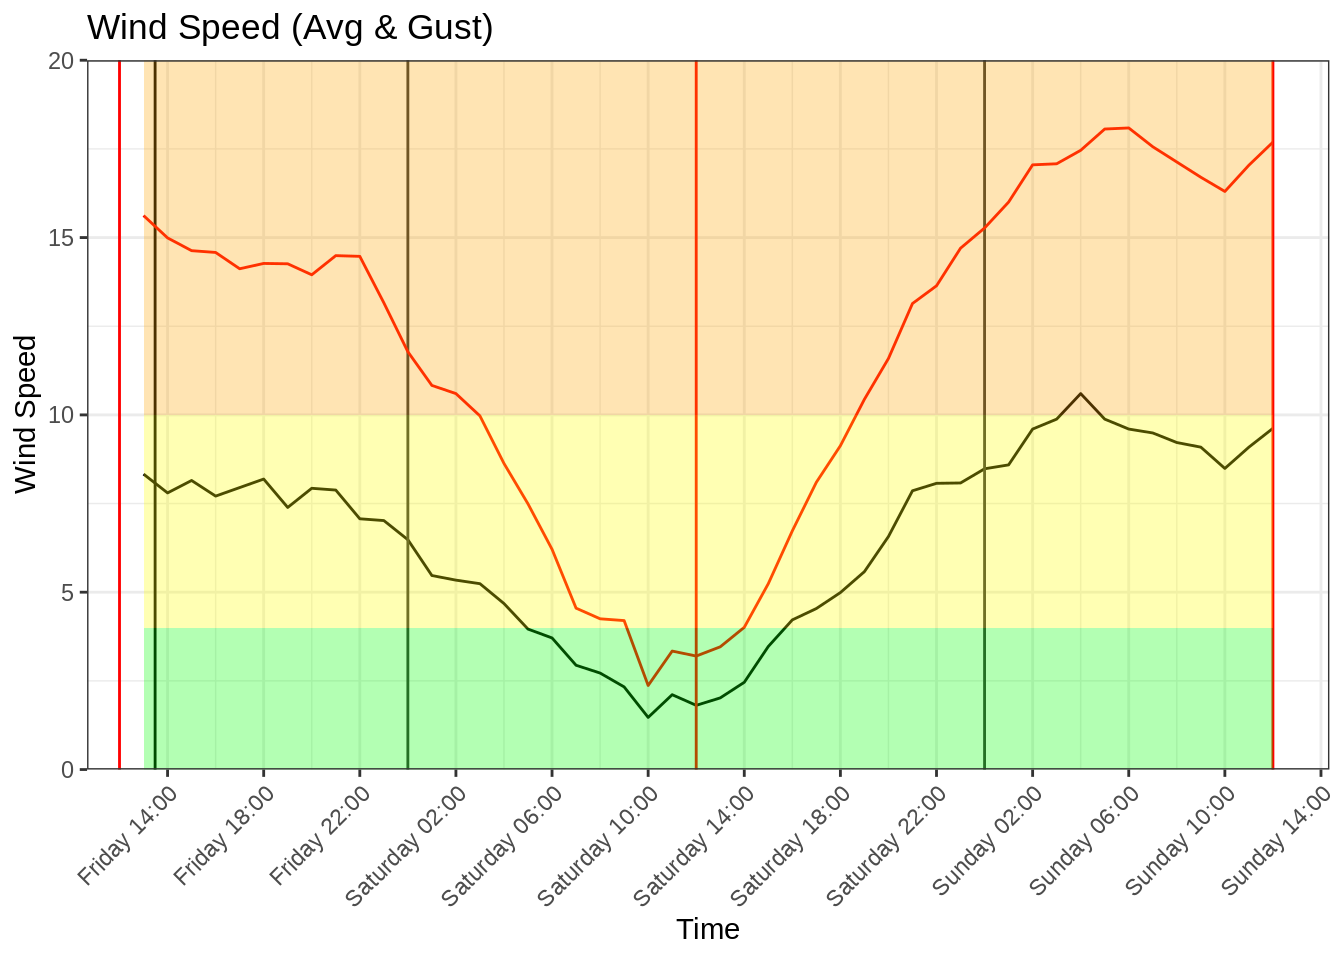 Wind Speed (Avg & Gust)
20
15
10
5
0
Wind Speed
Friday 14:00
Friday 18:00
Friday 22:00
Saturday 02:00
Saturday 06:00
Saturday 10:00
Saturday 14:00
Saturday 18:00
Saturday 22:00
Sunday 02:00
Sunday 06:00
Sunday 10:00
Sunday 14:00
Time